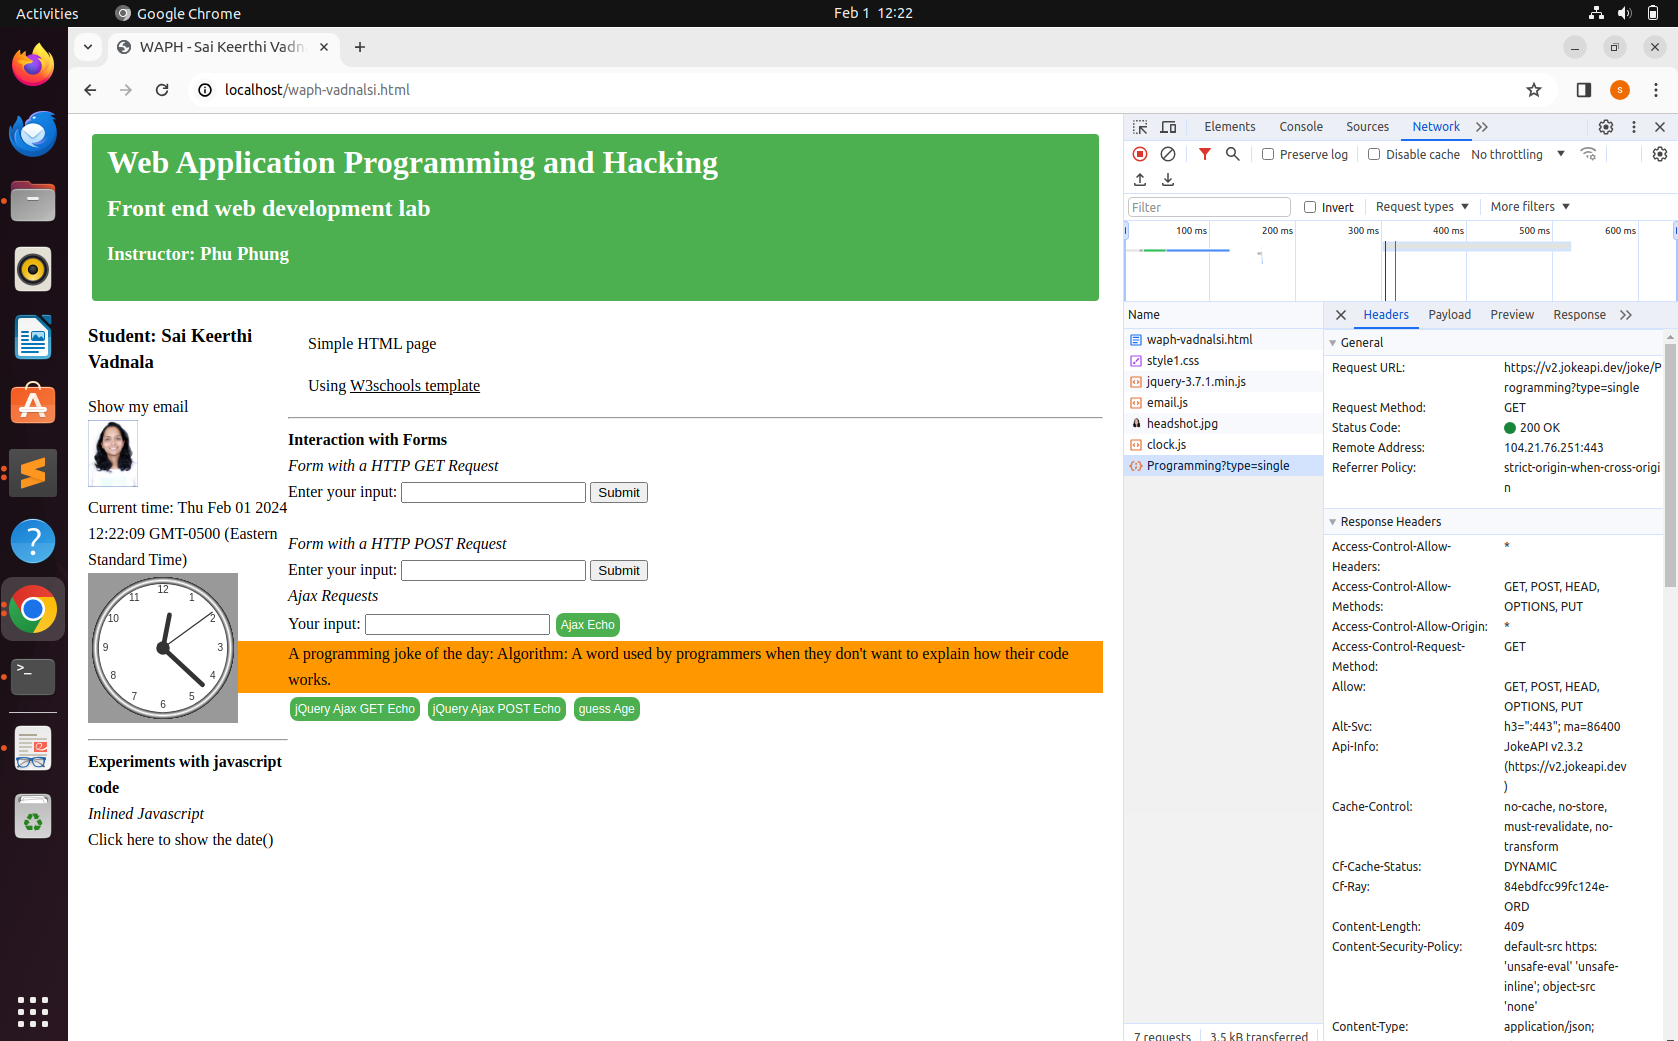 Activities
Google Chrome
Feb 1 12:22
WAPH - Sai Keerthi Vadn
localhost/waph-vadnalsi.html
S
Web Application Programming and Hacking
Front end web development lab
Instructor: Phu Phung
Student: Sai Keerthi
Vadnala
Show my email
Current time: Thu Feb 01 2024
12:22:09 GMT-0500 (Eastern
Standard Time)
12
1
2
3
4
5
6
7
8
9
10
11
Experiments with javascript
code
Inlined Javascript
Click here to show the date()
Simple HTML page
Using W3schools template
Interaction with Forms
Form with a HTTP GET Request
Enter your input: Submit
Form with a HTTP POST Request
Enter your input: Submit
Ajax Requests
Your input: Ajax Echo
A programming joke of the day: Algorithm: A word used by programmers when they don't want to explain how their code
works.
jQuery Ajax GET Echo jQuery Ajax POST Echo guess Age
Elements Console Sources Network
Preserve log Disable cache No throttling
Filter Invert Request types More filters
100 ms 200 ms 300 ms 400 ms 500 ms 600 ms
Name
waph-vadnalsi.html
style1.css
jquery-3.7.1.min.js
email.js
headshot.jpg
clock.js
Programming?type=single
7 requests 3.5 kB transferred
Headers Payload Preview Response
General
Request URL: https://v2.jokeapi.dev/joke/P
rogramming?type=single
Request Method: GET
Status Code: 200 OK
Remote Address: 104.21.76.251:443
Referrer Policy: strict-origin-when-cross-origi
n
Response Headers
Access-Control-Allow- *
Headers:
Access-Control-Allow- GET, POST, HEAD,
Methods: OPTIONS, PUT
Access-Control-Allow-Origin: *
Access-Control-Request- GET
Method:
Allow: GET, POST, HEAD,
OPTIONS, PUT
Alt-Svc: h3=":443"; ma=86400
Api-Info: JokeAPI v2.3.2
(https://v2.jokeapi.dev
)
Cache-Control: no-cache, no-store,
must-revalidate, no-
transform
Cf-Cache-Status: DYNAMIC
Cf-Ray: 84ebdfcc99fc124e-
ORD
Content-Length: 409
Content-Security-Policy: default-src https:
'unsafe-eval' 'unsafe-
inline'; object-src
'none'
Content-Type: application/json;